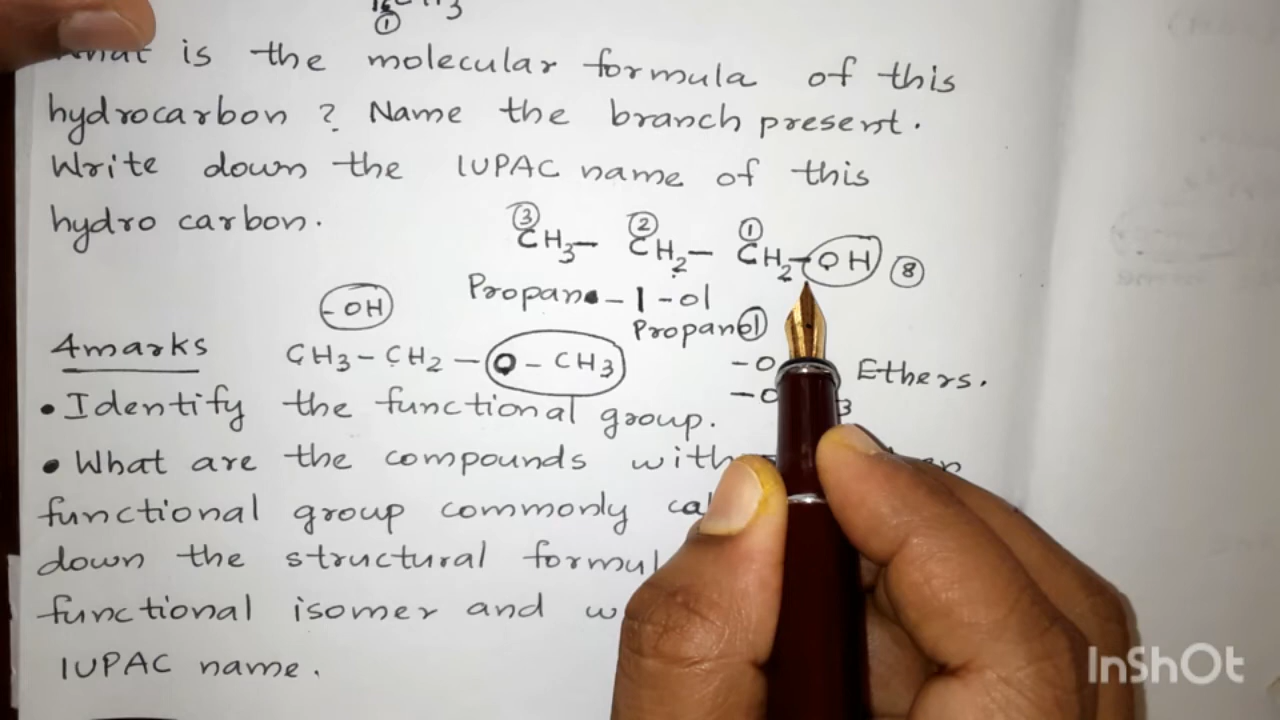 ①
is the molecular formula of this
hydrocarbon ? Name the branch present.
Write down the IUPAC name of this
hydro carbon.
③ ② ①
CH3 – CH2 – CH2 – OH ⑧
Propan – 1 – ol
– OH
Propanol
4marks
CH3 – CH2 – O – CH3
– O
Ethers.
– O
3
• Identify the functional group.
• What are the compounds with
functional group commonly
down the structural
functional isomer and
IUPAC name.
InShOt